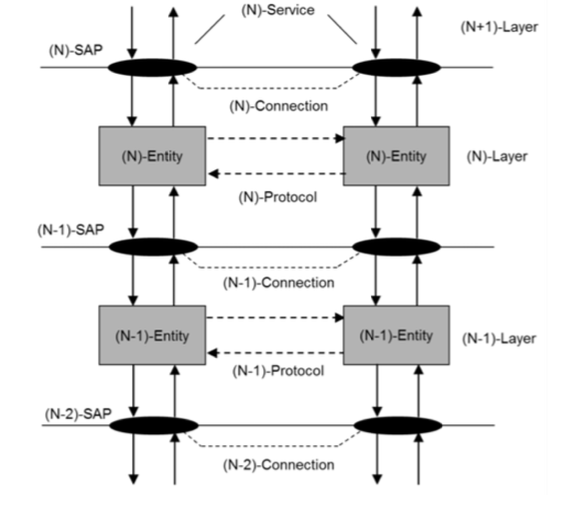 (N)-Service
(N+1)-Layer
(N)-SAP
(N)-Connection
(N)-Entity
(N)-Entity
(N)-Layer
(N)-Protocol
(N-1)-SAP
(N-1)-Connection
(N-1)-Entity
(N-1)-Entity
(N-1)-Layer
(N-1)-Protocol
(N-2)-SAP
(N-2)-Connection